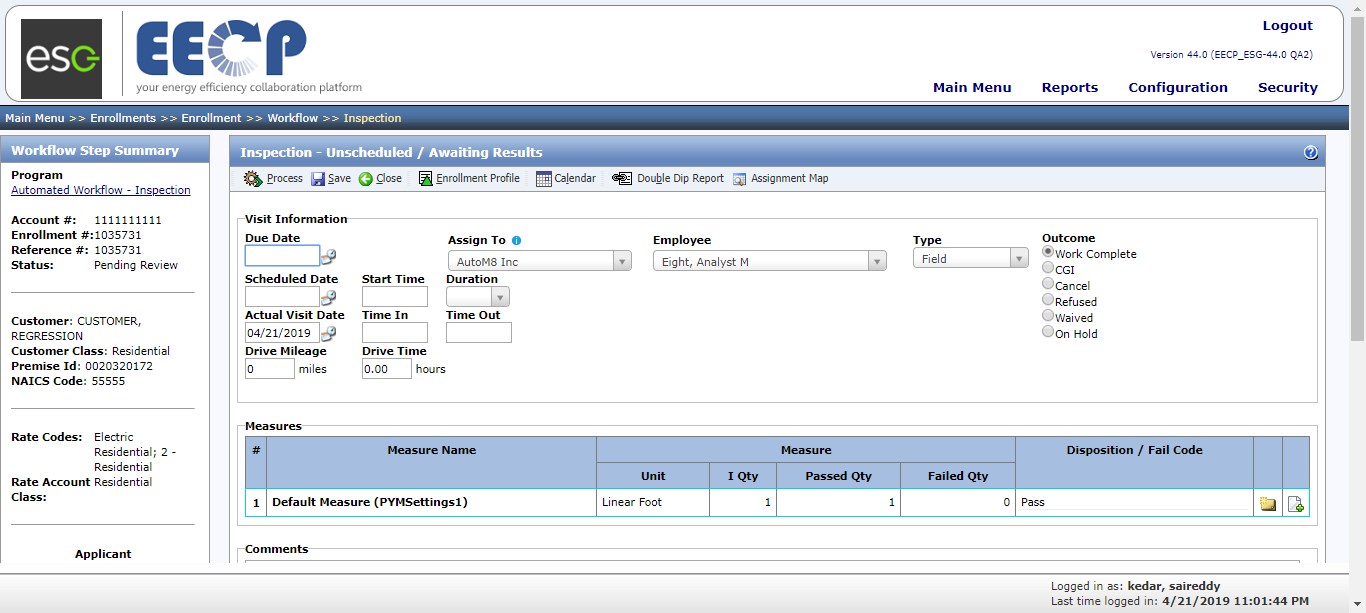 esc
EECP
your energy efficiency collaboration platform
Logout
Version 44.0 (EECP_ESG-44.0 QA2)
Main Menu Reports Configuration Security
Main Menu >> Enrollments >> Enrollment >> Workflow >> Inspection
Workflow Step Summary
Program
Automated Workflow - Inspection
Account #: 1111111111
Enrollment #:1035731
Reference #: 1035731
Status: Pending Review
Customer: CUSTOMER,
REGRESSION
Customer Class: Residential
Premise Id: 0020320172
NAICS Code: 55555
Rate Codes: Electric
Residential; 2 -
Residential
Rate Account Residential
Class:
Applicant
Inspection - Unscheduled / Awaiting Results
?
Process Save Close Enrollment Profile Calendar Double Dip Report Assignment Map
Visit Information
Due Date Assign To i Employee Type Outcome
AutoM8 Inc Eight, Analyst M Field Work Complete
CGI
Cancel
Refused
Waived
On Hold
Scheduled Date Start Time Duration
Actual Visit Date Time In Time Out
04/21/2019
Drive Mileage Drive Time
0 miles 0.00 hours
Measures
# Measure Name Measure Disposition / Fail Code
Unit I Qty Passed Qty Failed Qty
1 Default Measure (PYMSettings1) Linear Foot 1 1 0 Pass
Comments
Logged in as: kedar, saireddy
Last time logged in: 4/21/2019 11:01:44 PM